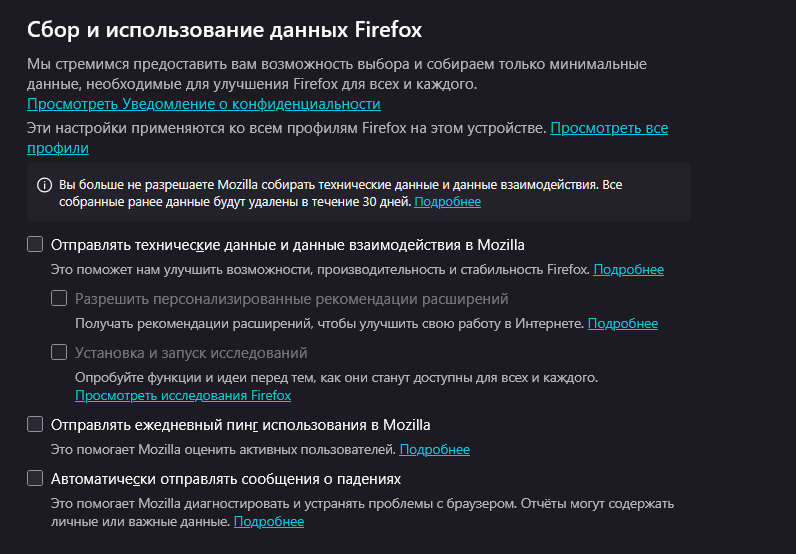 Сбор и использование данных Firefox
Мы стремимся предоставить вам возможность выбора и собираем только минимальные
данные, необходимые для улучшения Firefox для всех и каждого.
Просмотреть Уведомление о конфиденциальности
Эти настройки применяются ко всем профилям Firefox на этом устройстве. Просмотреть все
профили
Вы больше не разрешаете Mozilla собирать технические данные и данные взаимодействия. Все
собранные ранее данные будут удалены в течение 30 дней. Подробнее
Отправлять технические данные и данные взаимодействия в Mozilla
Это поможет нам улучшить возможности, производительность и стабильность Firefox. Подробнее
Разрешить персонализированные рекомендации расширений
Получать рекомендации расширений, чтобы улучшить свою работу в Интернете. Подробнее
Установка и запуск исследований
Опробуйте функции и идеи перед тем, как они станут доступны для всех и каждого.
Просмотреть исследования Firefox
Отправлять ежедневный пинг использования в Mozilla
Это помогает Mozilla оценить активных пользователей. Подробнее
Автоматически отправлять сообщения о падениях
Это помогает Mozilla диагностировать и устранять проблемы с браузером. Отчёты могут содержать
личные или важные данные. Подробнее